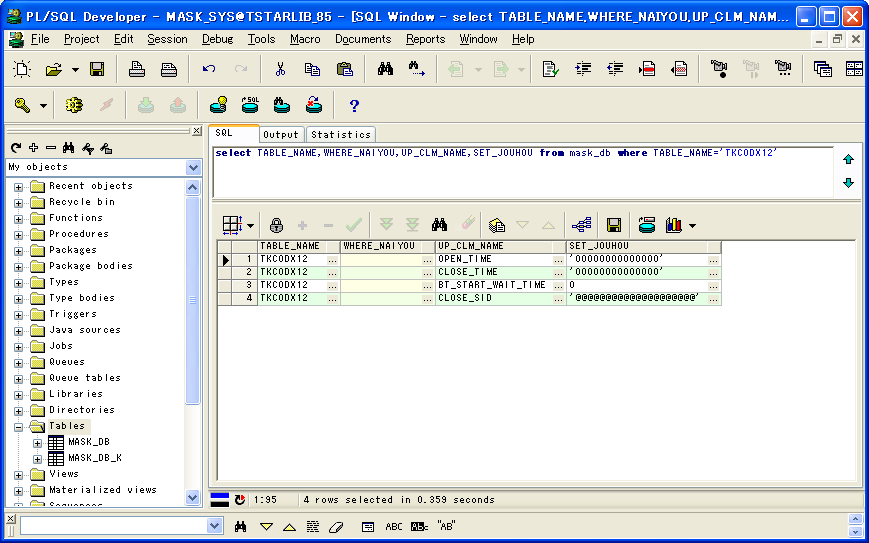 PL/SQL Developer - MASK_SYS@TSTARLIB_85 - [SQL Window - select TABLE_NAME,WHERE_NAIYOU,UP_CLM_NAM...
File Project Edit Session Debug Tools Macro Documents Reports Window Help
SQL
?
SQL Output Statistics
select TABLE_NAME,WHERE_NAIYOU,UP_CLM_NAME,SET_JOUHOU from mask_db where TABLE_NAME='TKCODX12'
My objects
Recent objects
Recycle bin
Functions
Procedures
Packages
Package bodies
Types
Type bodies
Triggers
Java sources
Jobs
Queues
Queue tables
Libraries
Directories
Tables
MASK_DB
MASK_DB_K
Views
Materialized views
Sequences
TABLE_NAME WHERE_NAIYOU UP_CLM_NAME SET_JOUHOU
1 TKCODX12 ... ... OPEN_TIME ... '00000000000000' ...
2 TKCODX12 ... ... CLOSE_TIME ... '00000000000000' ...
3 TKCODX12 ... ... BT_START_WAIT_TIME ... 0 ...
4 TKCODX12 ... ... CLOSE_SID ... '@@@@@@@@@@@@@@@@@@@@' ...
1:95 4 rows selected in 0.359 seconds
ABC "AB"